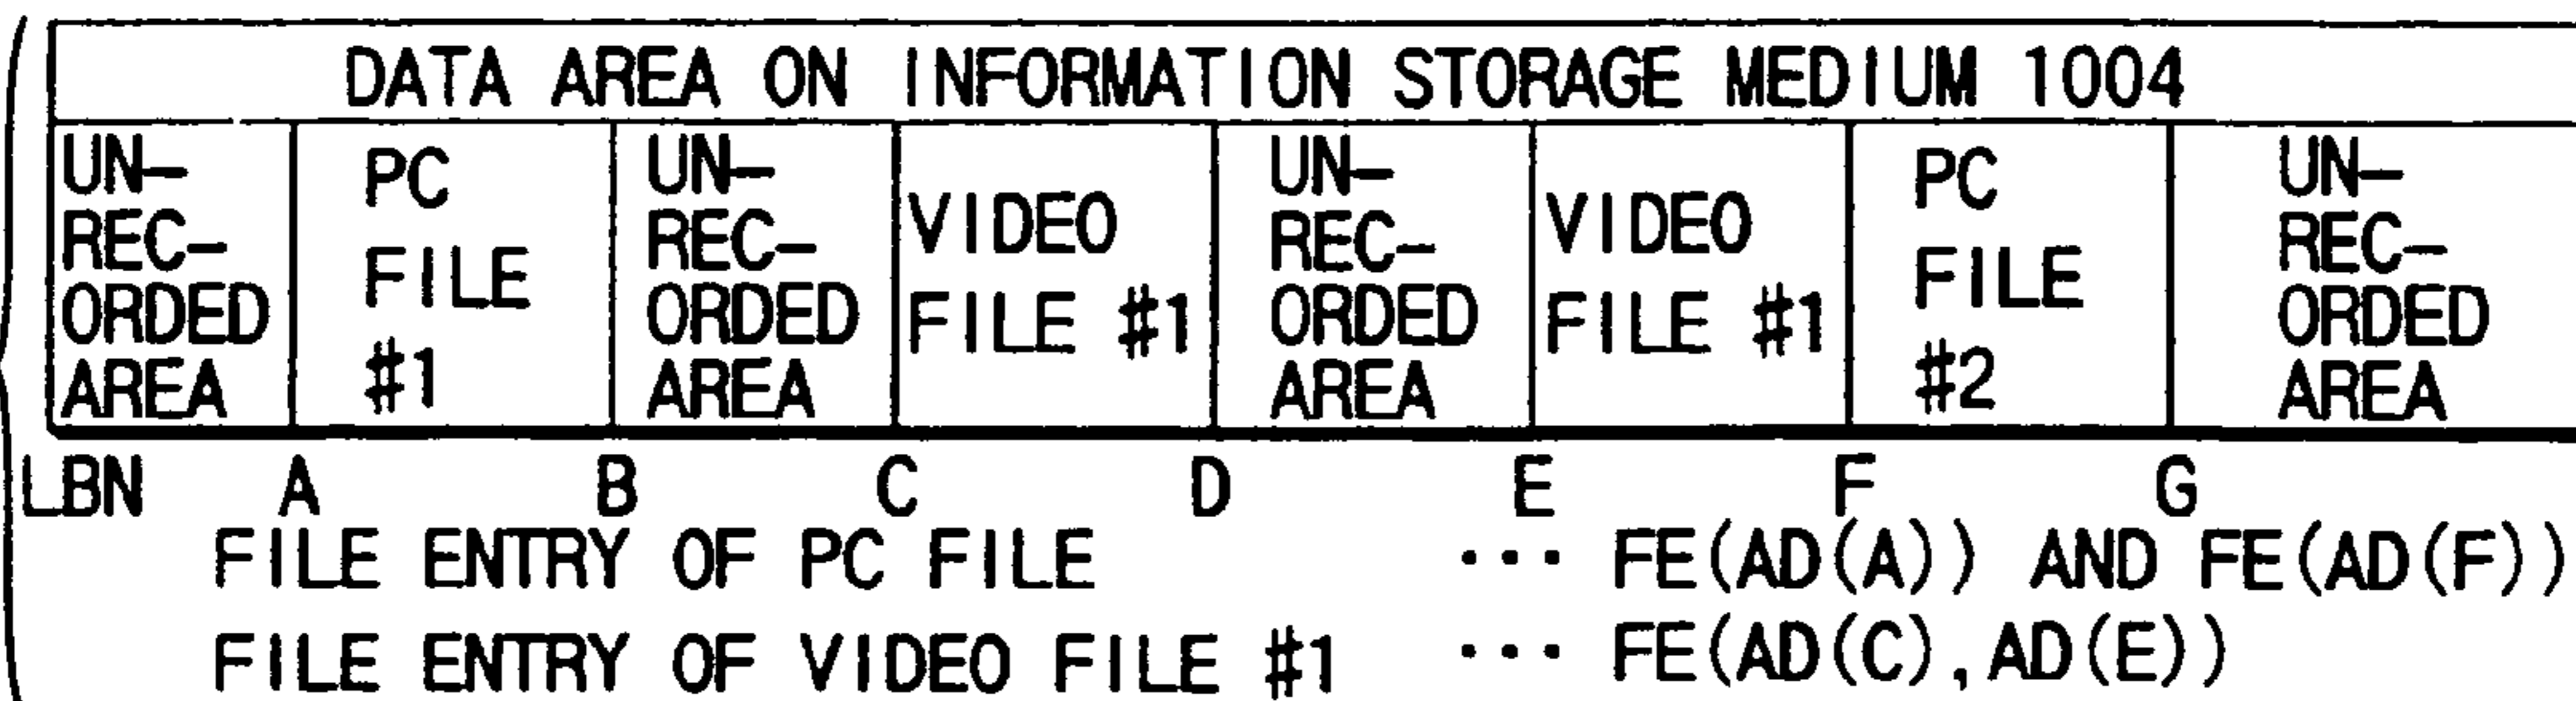 DATA AREA ON INFORMATION STORAGE MEDIUM 1004
UN-
REC-
ORDED
AREA
PC
FILE
#1
UN-
REC-
ORDED
AREA
VIDEO
FILE #1
UN-
REC-
ORDED
AREA
VIDEO
FILE #1
PC
FILE
#2
UN-
REC-
ORDED
AREA
LBN A B C D E F G
FILE ENTRY OF PC FILE ··· FE(AD(A)) AND FE(AD(F))
FILE ENTRY OF VIDEO FILE #1 ··· FE(AD(C),AD(E))